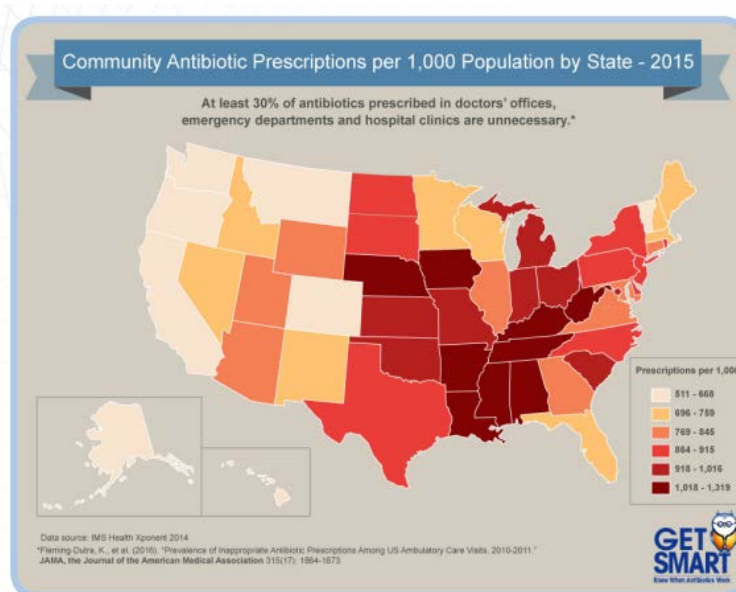 Community Antibiotic Prescriptions per 1,000 Population by State - 2015
At least 30% of antibiotics prescribed in doctors' offices,
emergency departments and hospital clinics are unnecessary.*
Prescriptions per 1,000
511 - 668
696 - 759
769 - 845
864 - 915
918 - 1,016
1,018 - 1,319
Data source: IMS Health Xponent 2014
*Fleming-Dutra, K., et al. (2016). "Prevalence of Inappropriate Antibiotic Prescriptions Among US Ambulatory Care Visits, 2010-2011."
JAMA, the Journal of the American Medical Association 315(17): 1864-1873.
GET
SMART
Know When Antibiotics Work